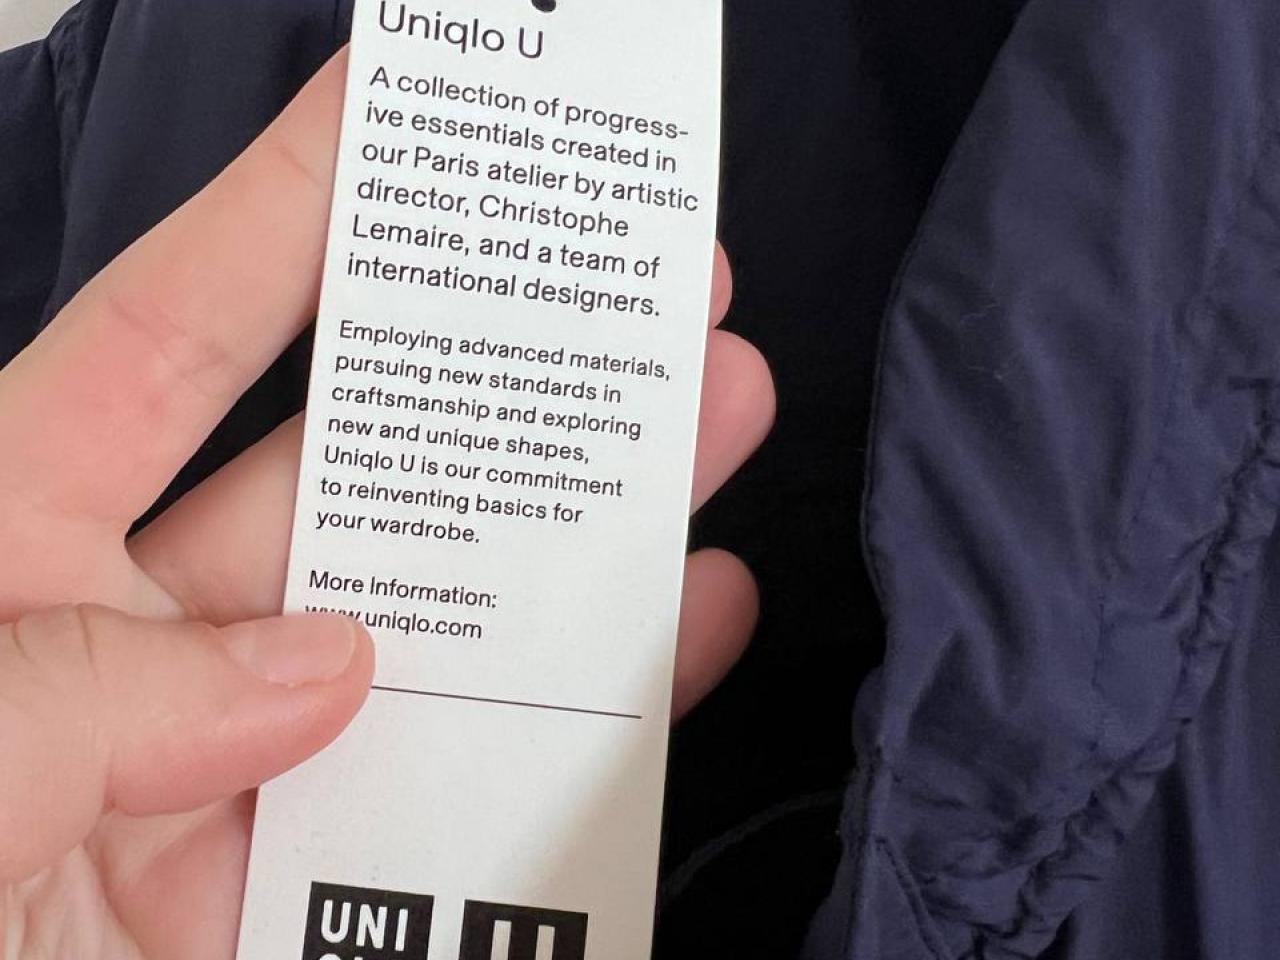 Uniqlo U
A collection of progress-
ive essentials created in
our Paris atelier by artistic
director, Christophe
Lemaire, and a team of
international designers.
Employing advanced materials,
pursuing new standards in
craftsmanship and exploring
new and unique shapes,
Uniqlo U is our commitment
to reinventing basics for
your wardrobe.
More Information:
www.uniqlo.com
UNI
U